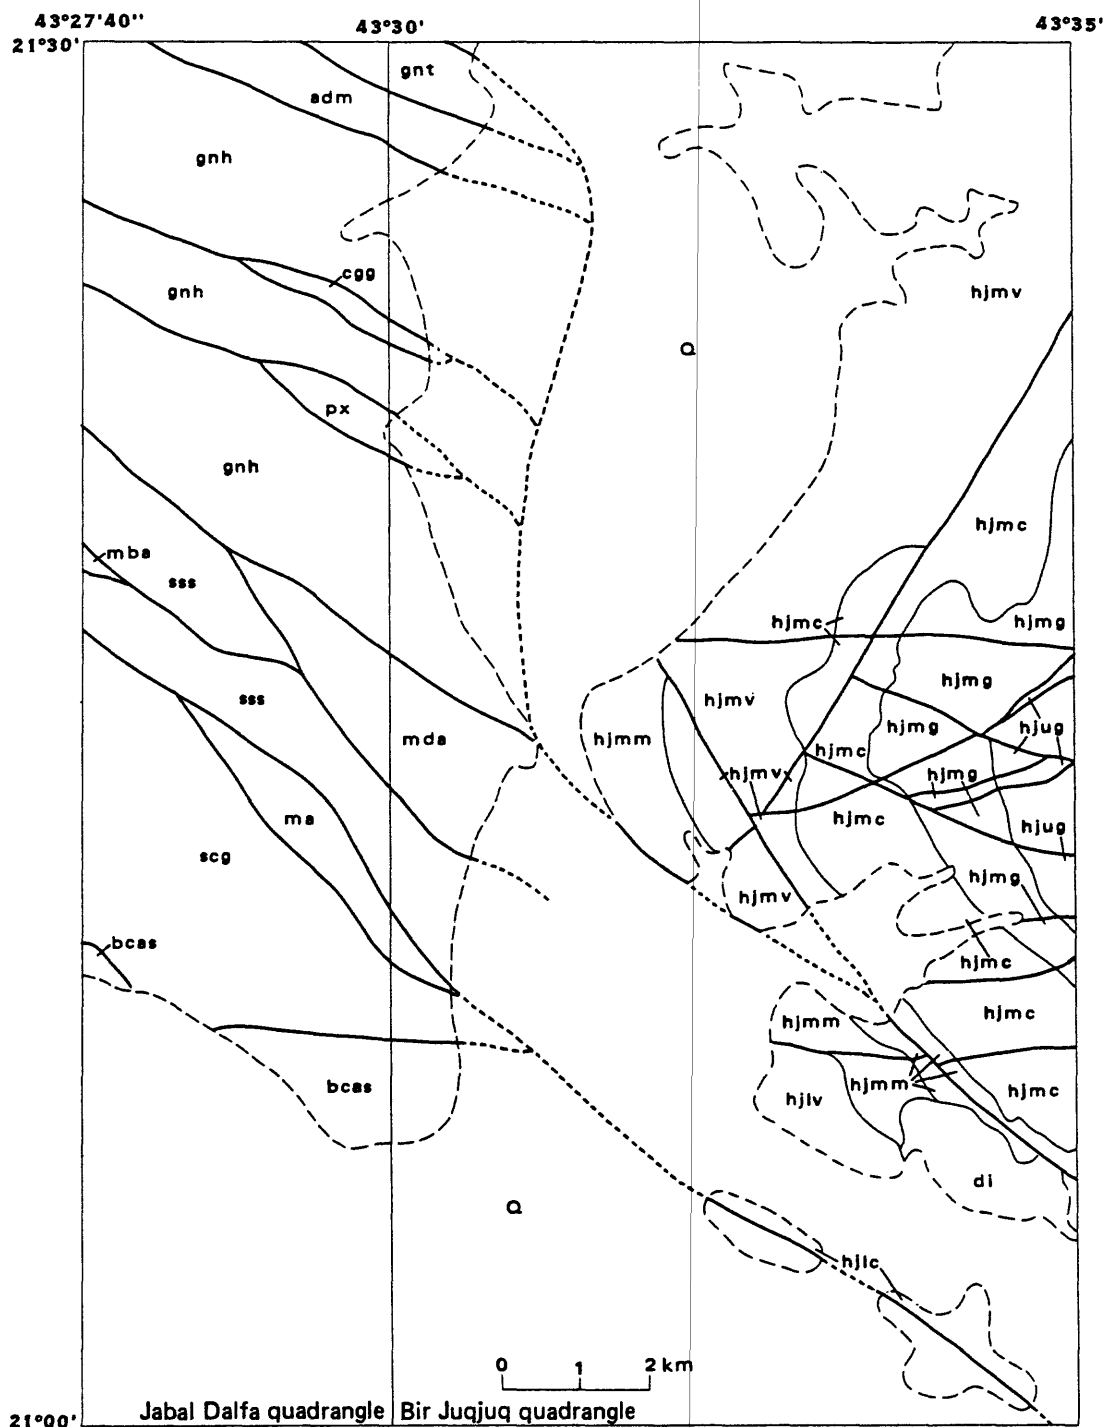 43°27'40" 43°30' 43°35'
21°30'
gnt
adm
gnh
cgg
gnh
hjmv
Q
px
gnh
hjmc
mba
sss
hjmc
hjmg
hjmg
sss
hjmv
hjmg
hjug
mda
hjmm
hjmc
hjmv
hjmg
ma
hjmc
hjug
scg
hjmg
hjmv
bcas
hjmc
hjmm
hjmc
bcas
hjlv
hjmm
hjmc
di
Q
hjlc
0 1 2 km
21°00'
Jabal Dalfa quadrangle Bir Juqjuq quadrangle